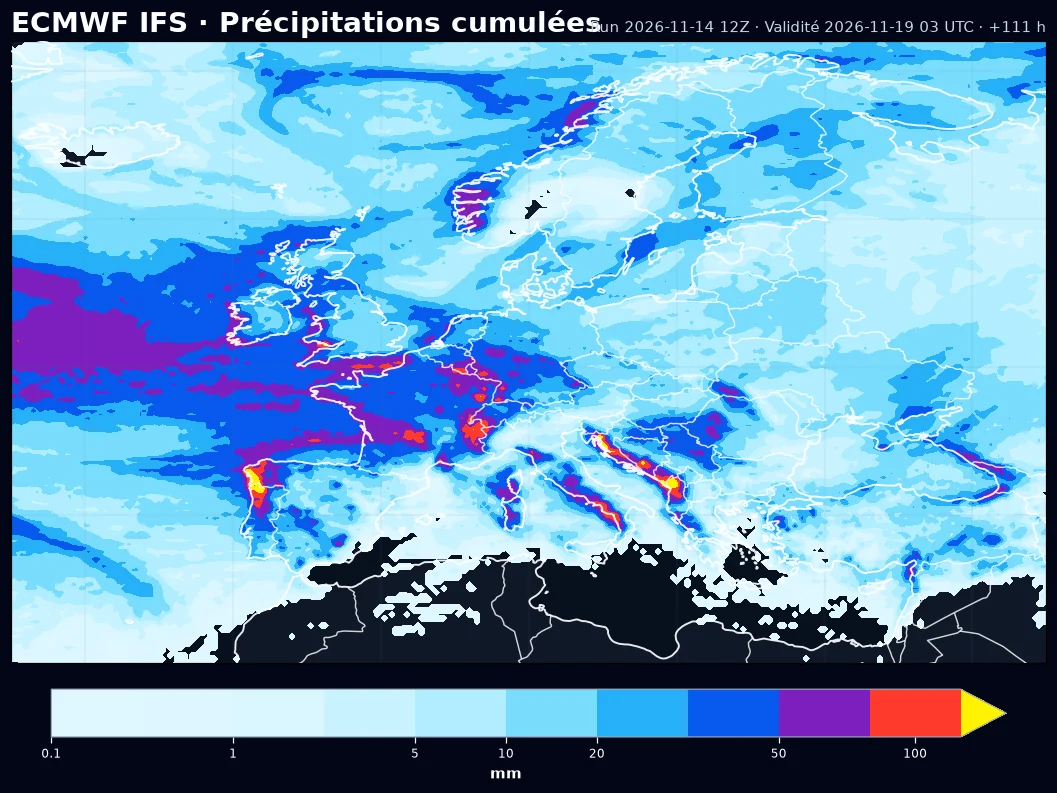 ECMWF IFS · Précipitations cumulées
Run 2026-11-14 12Z · Validité 2026-11-19 03 UTC · +111 h
0.1 1 5 10 20 50 100
mm